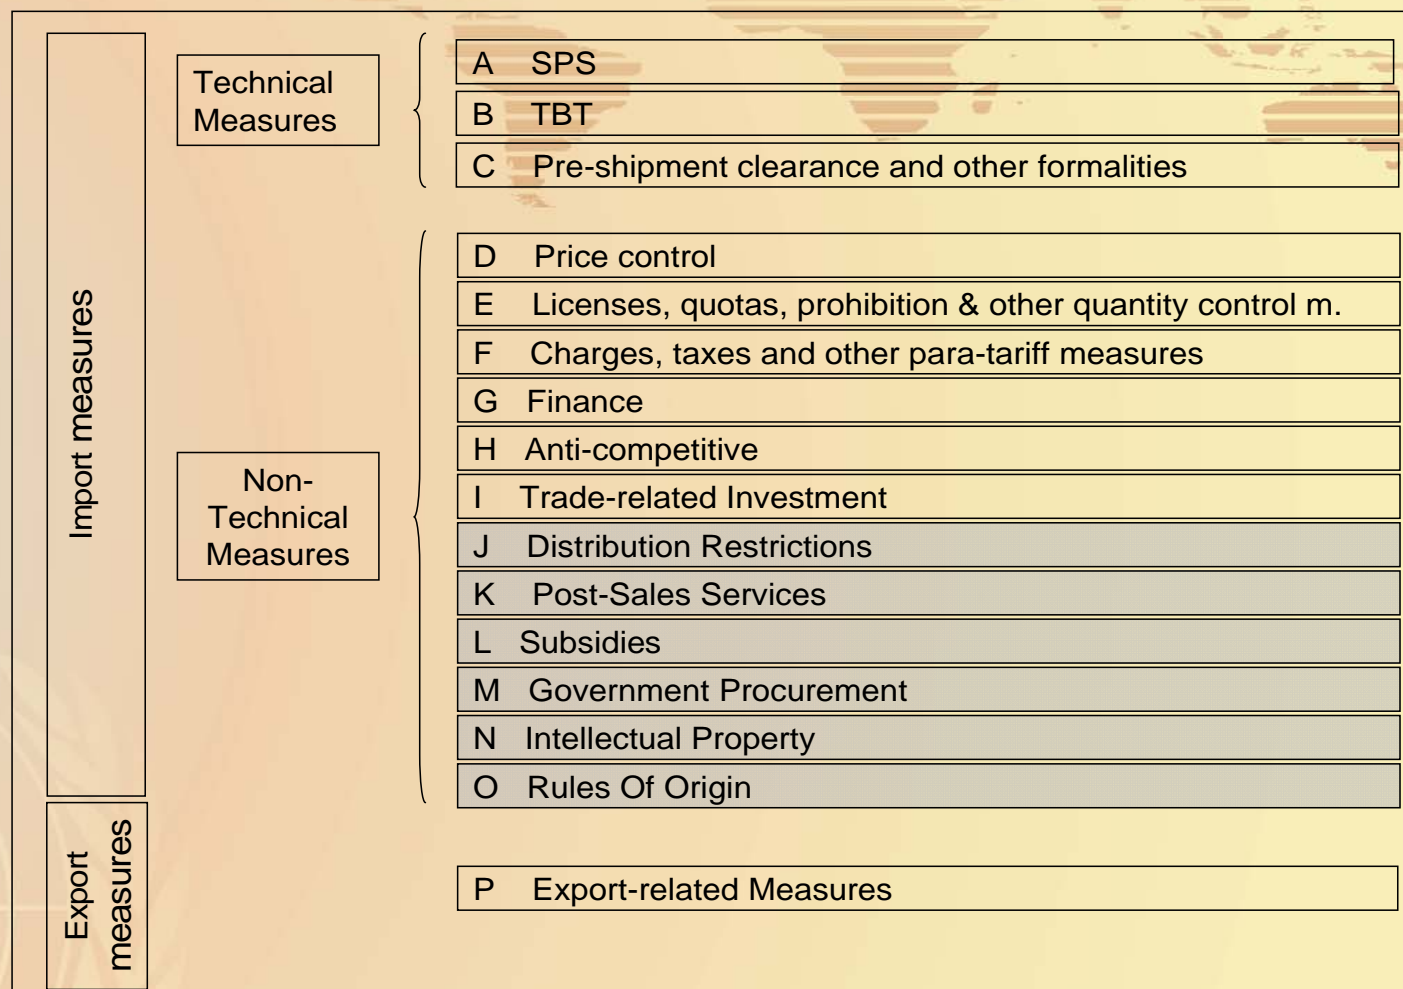 Import measures
Technical
Measures
A SPS
B TBT
C Pre-shipment clearance and other formalities
Non-
Technical
Measures
D Price control
E Licenses, quotas, prohibition & other quantity control m.
F Charges, taxes and other para-tariff measures
G Finance
H Anti-competitive
I Trade-related Investment
J Distribution Restrictions
K Post-Sales Services
L Subsidies
M Government Procurement
N Intellectual Property
O Rules Of Origin
Export
measures
P Export-related Measures